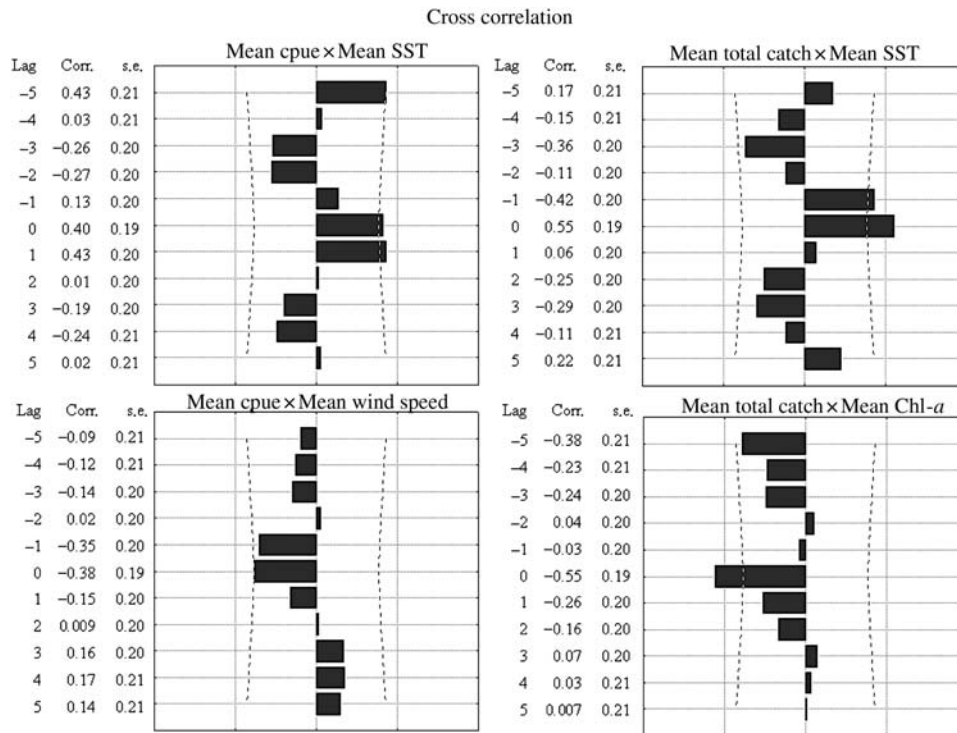 Cross correlation
Mean cpue×Mean SST
Lag Corr. s.e.
−5 0.43 0.21
−4 0.03 0.21
−3 −0.26 0.20
−2 −0.27 0.20
−1 0.13 0.20
0 0.40 0.19
1 0.43 0.20
2 0.01 0.20
3 −0.19 0.20
4 −0.24 0.21
5 0.02 0.21
Mean total catch×Mean SST
Lag Corr. s.e.
−5 0.17 0.21
−4 −0.15 0.21
−3 −0.36 0.20
−2 −0.11 0.20
−1 −0.42 0.20
0 0.55 0.19
1 0.06 0.20
2 −0.25 0.20
3 −0.29 0.20
4 −0.11 0.21
5 0.22 0.21
Mean cpue×Mean wind speed
Lag Corr. s.e.
−5 −0.09 0.21
−4 −0.12 0.21
−3 −0.14 0.20
−2 0.02 0.20
−1 −0.35 0.20
0 −0.38 0.19
1 −0.15 0.20
2 0.009 0.20
3 0.16 0.20
4 0.17 0.21
5 0.14 0.21
Mean total catch×Mean Chl-a
Lag Corr. s.e.
−5 −0.38 0.21
−4 −0.23 0.21
−3 −0.24 0.20
−2 0.04 0.20
−1 −0.03 0.20
0 −0.55 0.19
1 −0.26 0.20
2 −0.16 0.20
3 0.07 0.20
4 0.03 0.21
5 0.007 0.21